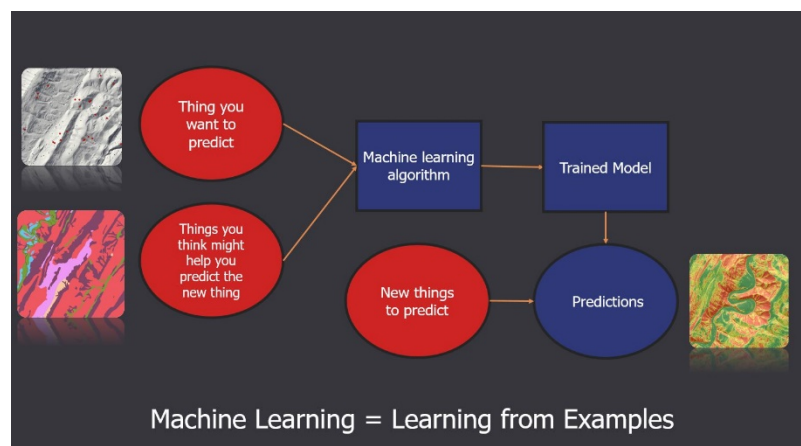 Thing you
want to
predict
Machine learning
algorithm
Trained Model
Things you
think might
help you
predict the
new thing
New things
to predict
Predictions
Machine Learning = Learning from Examples